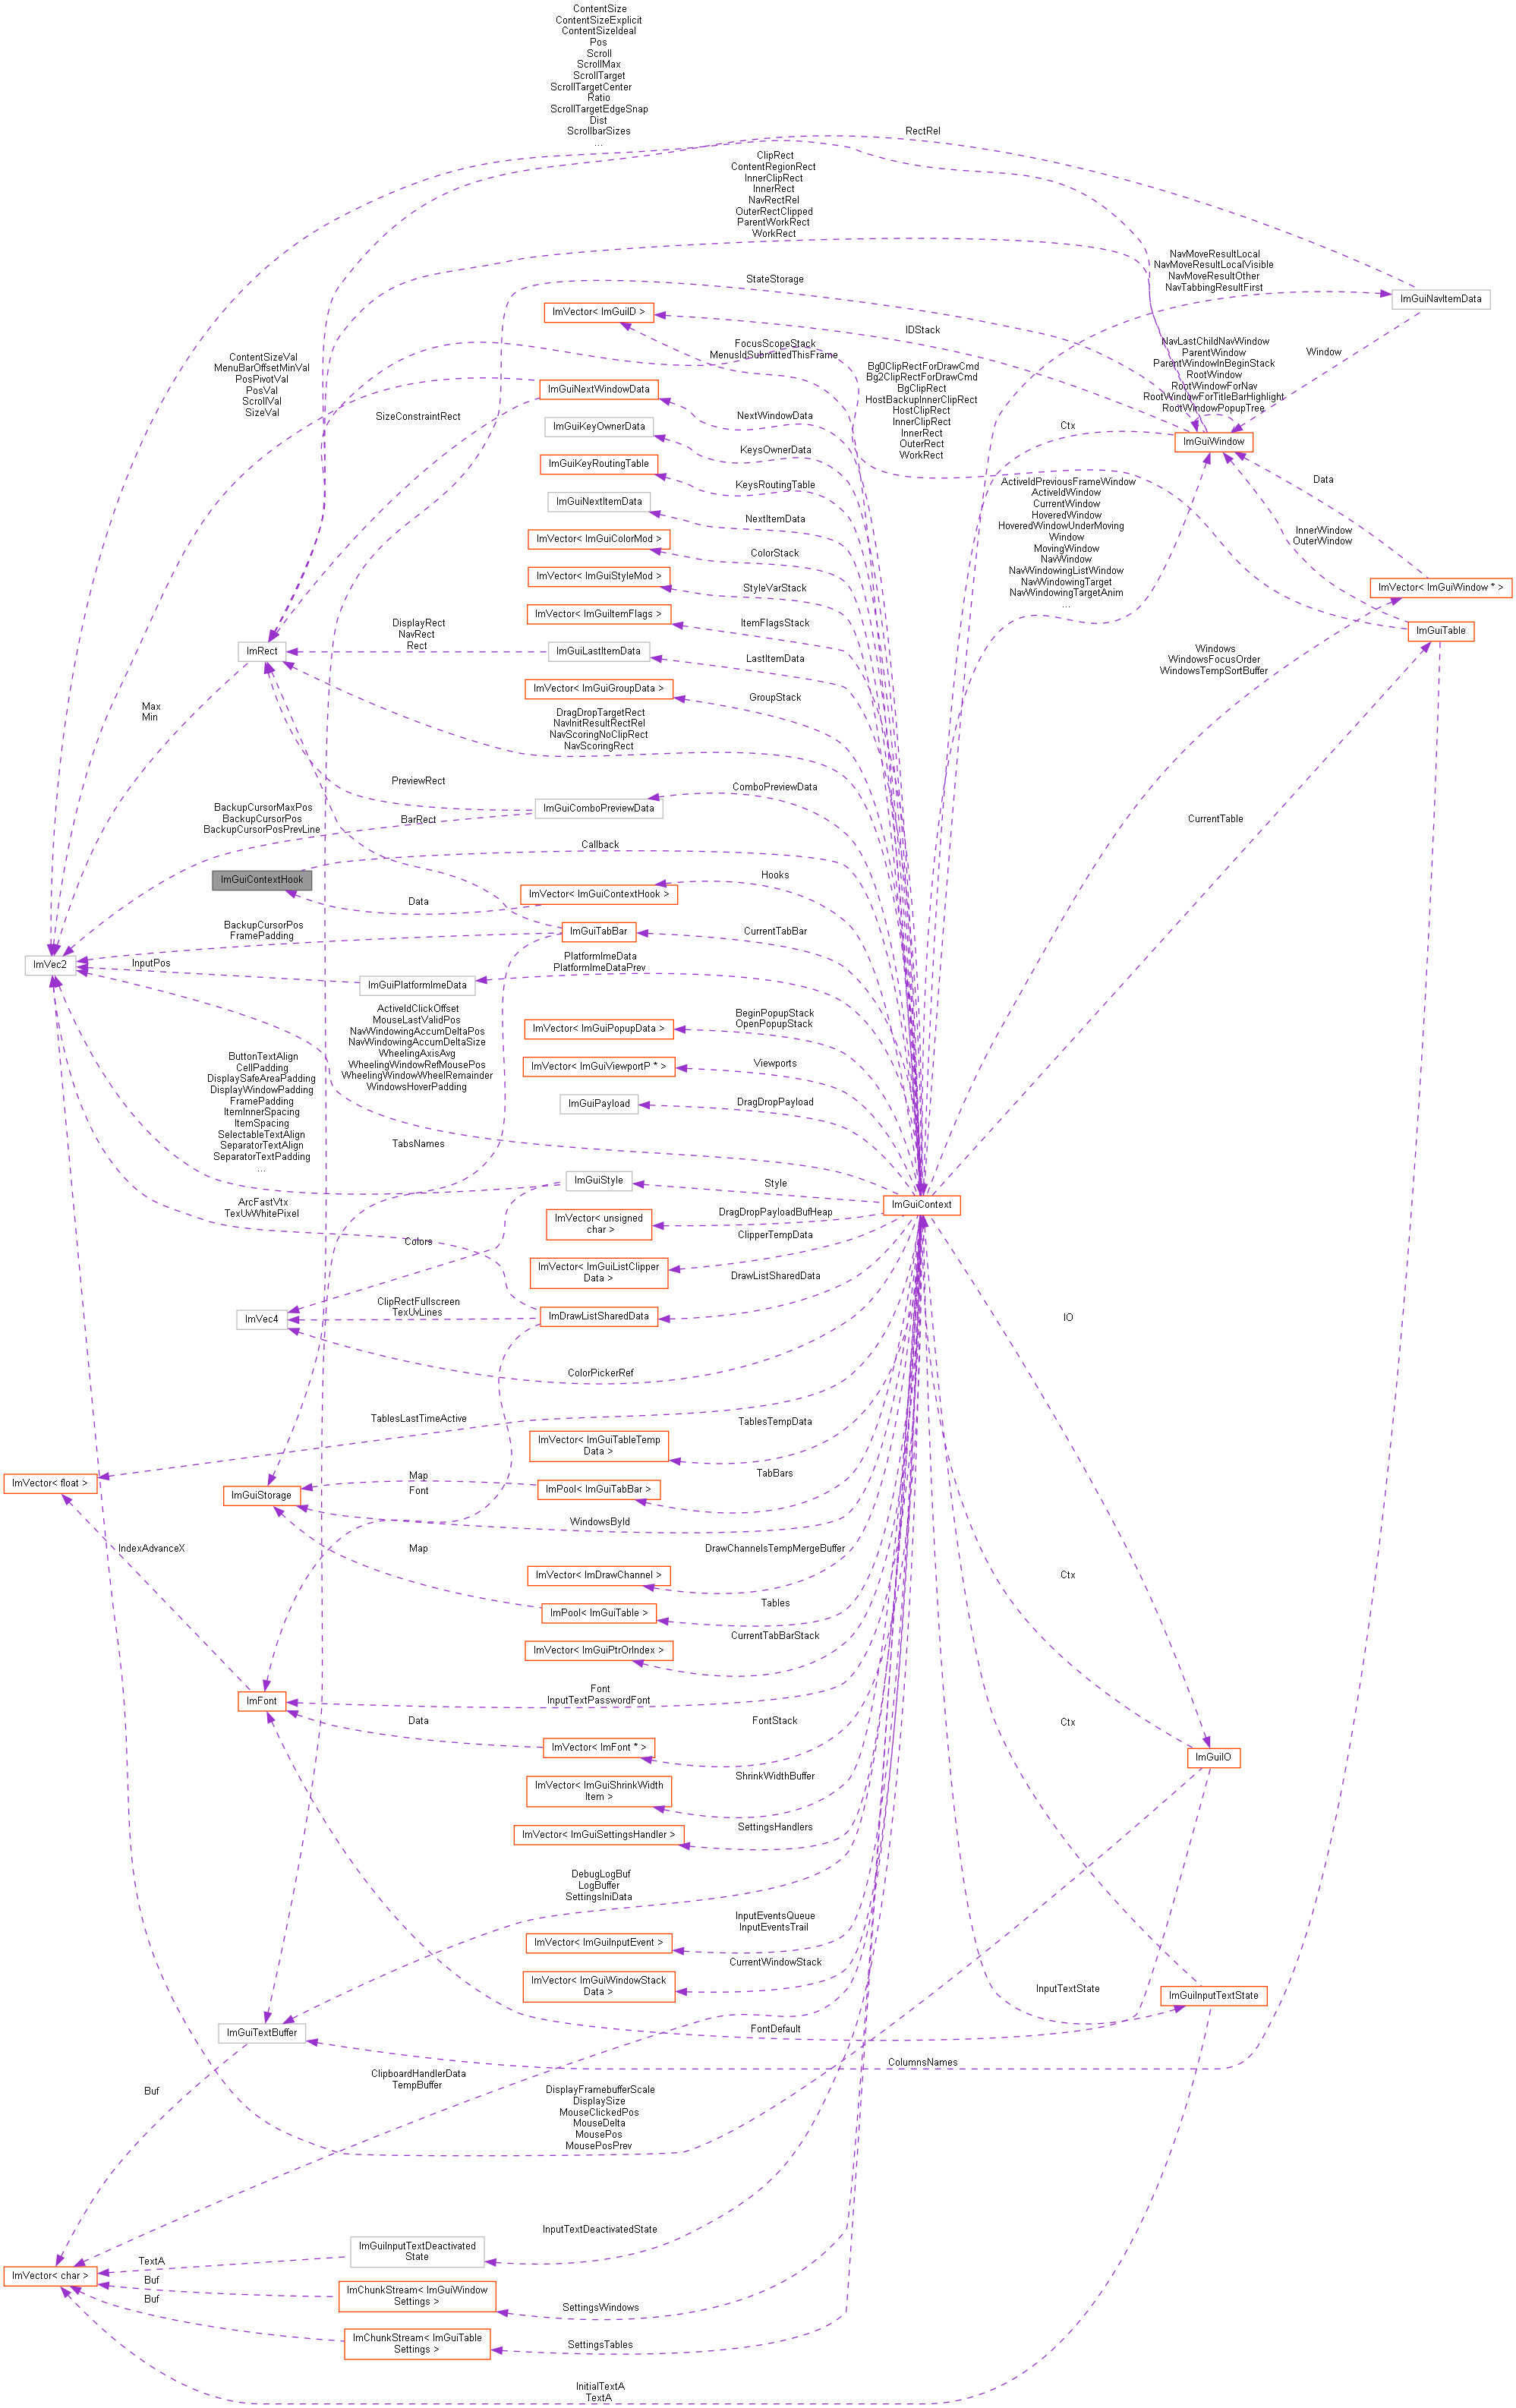 ContentSize
ContentSizeExplicit
ContentSizeIdeal
Pos
Scroll
ScrollMax
ScrollTarget
ScrollTargetCenter
Ratio
ScrollTargetEdgeSnap
Dist
ScrollbarSizes
...
RectRel
ClipRect
ContentRegionRect
InnerClipRect
InnerRect
NavRectRel
OuterRectClipped
ParentWorkRect
WorkRect
NavMoveResultLocal
NavMoveResultLocalVisible
NavMoveResultOther
NavTabbingResultFirst
StateStorage
ImGuiNavItemData
ImVector< ImGuiID >
IDStack
FocusScopeStack
MenusIdSubmittedThisFrame
NavLastChildNavWindow
ParentWindow
ParentWindowInBeginStack
RootWindow
RootWindowForNav
RootWindowForTitleBarHighlight
RootWindowPopupTree
Window
ContentSizeVal
MenuBarOffsetMinVal
PosPivotVal
PosVal
ScrollVal
SizeVal
Bg0ClipRectForDrawCmd
Bg2ClipRectForDrawCmd
BgClipRect
HostBackupInnerClipRect
HostClipRect
InnerClipRect
InnerRect
OuterRect
WorkRect
ImGuiNextWindowData
SizeConstraintRect
NextWindowData
ImGuiKeyOwnerData
Ctx
ImGuiWindow
KeysOwnerData
ImGuiKeyRoutingTable
KeysRoutingTable
ActiveIdPreviousFrameWindow
ActiveIdWindow
CurrentWindow
HoveredWindow
HoveredWindowUnderMoving
Window
MovingWindow
NavWindow
NavWindowingListWindow
NavWindowingTarget
NavWindowingTargetAnim
...
Data
ImGuiNextItemData
NextItemData
InnerWindow
OuterWindow
ImVector< ImGuiColorMod >
ColorStack
ImVector< ImGuiStyleMod >
StyleVarStack
ImVector< ImGuiWindow * >
ImVector< ImGuiItemFlags >
ItemFlagsStack
ImGuiTable
DisplayRect
NavRect
Rect
ImRect
ImGuiLastItemData
LastItemData
Windows
WindowsFocusOrder
WindowsTempSortBuffer
ImVector< ImGuiGroupData >
GroupStack
Max
Min
DragDropTargetRect
NavInitResultRectRel
NavScoringNoClipRect
NavScoringRect
PreviewRect
ComboPreviewData
ImGuiComboPreviewData
BackupCursorMaxPos
BackupCursorPos
BackupCursorPosPrevLine
BarRect
CurrentTable
Callback
ImGuiContextHook
Hooks
ImVector< ImGuiContextHook >
Data
BackupCursorPos
FramePadding
ImGuiTabBar
CurrentTabBar
ImVec2
InputPos
PlatformImeData
PlatformImeDataPrev
ImGuiPlatformImeData
ActiveIdClickOffset
MouseLastValidPos
NavWindowingAccumDeltaPos
NavWindowingAccumDeltaSize
WheelingAxisAvg
WheelingWindowRefMousePos
WheelingWindowWheelRemainder
WindowsHoverPadding
BeginPopupStack
OpenPopupStack
ImVector< ImGuiPopupData >
ButtonTextAlign
CellPadding
DisplaySafeAreaPadding
DisplayWindowPadding
FramePadding
ItemInnerSpacing
ItemSpacing
SelectableTextAlign
SeparatorTextAlign
SeparatorTextPadding
...
ImVector< ImGuiViewportP * >
Viewports
ImGuiPayload
DragDropPayload
TabsNames
ImGuiStyle
Style
ArcFastVtx
TexUvWhitePixel
ImGuiContext
ImVector< unsigned
char >
DragDropPayloadBufHeap
Colors
ClipperTempData
ImVector< ImGuiListClipper
Data >
DrawListSharedData
ClipRectFullscreen
TexUvLines
ImVec4
ImDrawListSharedData
IO
ColorPickerRef
TablesLastTimeActive
TablesTempData
ImVector< ImGuiTableTemp
Data >
ImVector< float >
Map
Font
ImPool< ImGuiTabBar >
TabBars
ImGuiStorage
WindowsById
IndexAdvanceX
Map
DrawChannelsTempMergeBuffer
ImVector< ImDrawChannel >
Ctx
ImPool< ImGuiTable >
Tables
ImVector< ImGuiPtrOrIndex >
CurrentTabBarStack
ImFont
Font
InputTextPasswordFont
Data
ImVector< ImFont * >
FontStack
Ctx
ImGuiIO
ImVector< ImGuiShrinkWidth
Item >
ShrinkWidthBuffer
ImVector< ImGuiSettingsHandler >
SettingsHandlers
DebugLogBuf
LogBuffer
SettingsIniData
InputEventsQueue
InputEventsTrail
ImVector< ImGuiInputEvent >
CurrentWindowStack
ImVector< ImGuiWindowStack
Data >
InputTextState
ImGuiInputTextState
ImGuiTextBuffer
FontDefault
ColumnsNames
Buf
ClipboardHandlerData
TempBuffer
DisplayFramebufferScale
DisplaySize
MouseClickedPos
MouseDelta
MousePos
MousePosPrev
InputTextDeactivatedState
ImGuiInputTextDeactivated
State
TextA
ImVector< char >
Buf
ImChunkStream< ImGuiWindow
Settings >
SettingsWindows
Buf
ImChunkStream< ImGuiTable
Settings >
SettingsTables
InitialTextA
TextA